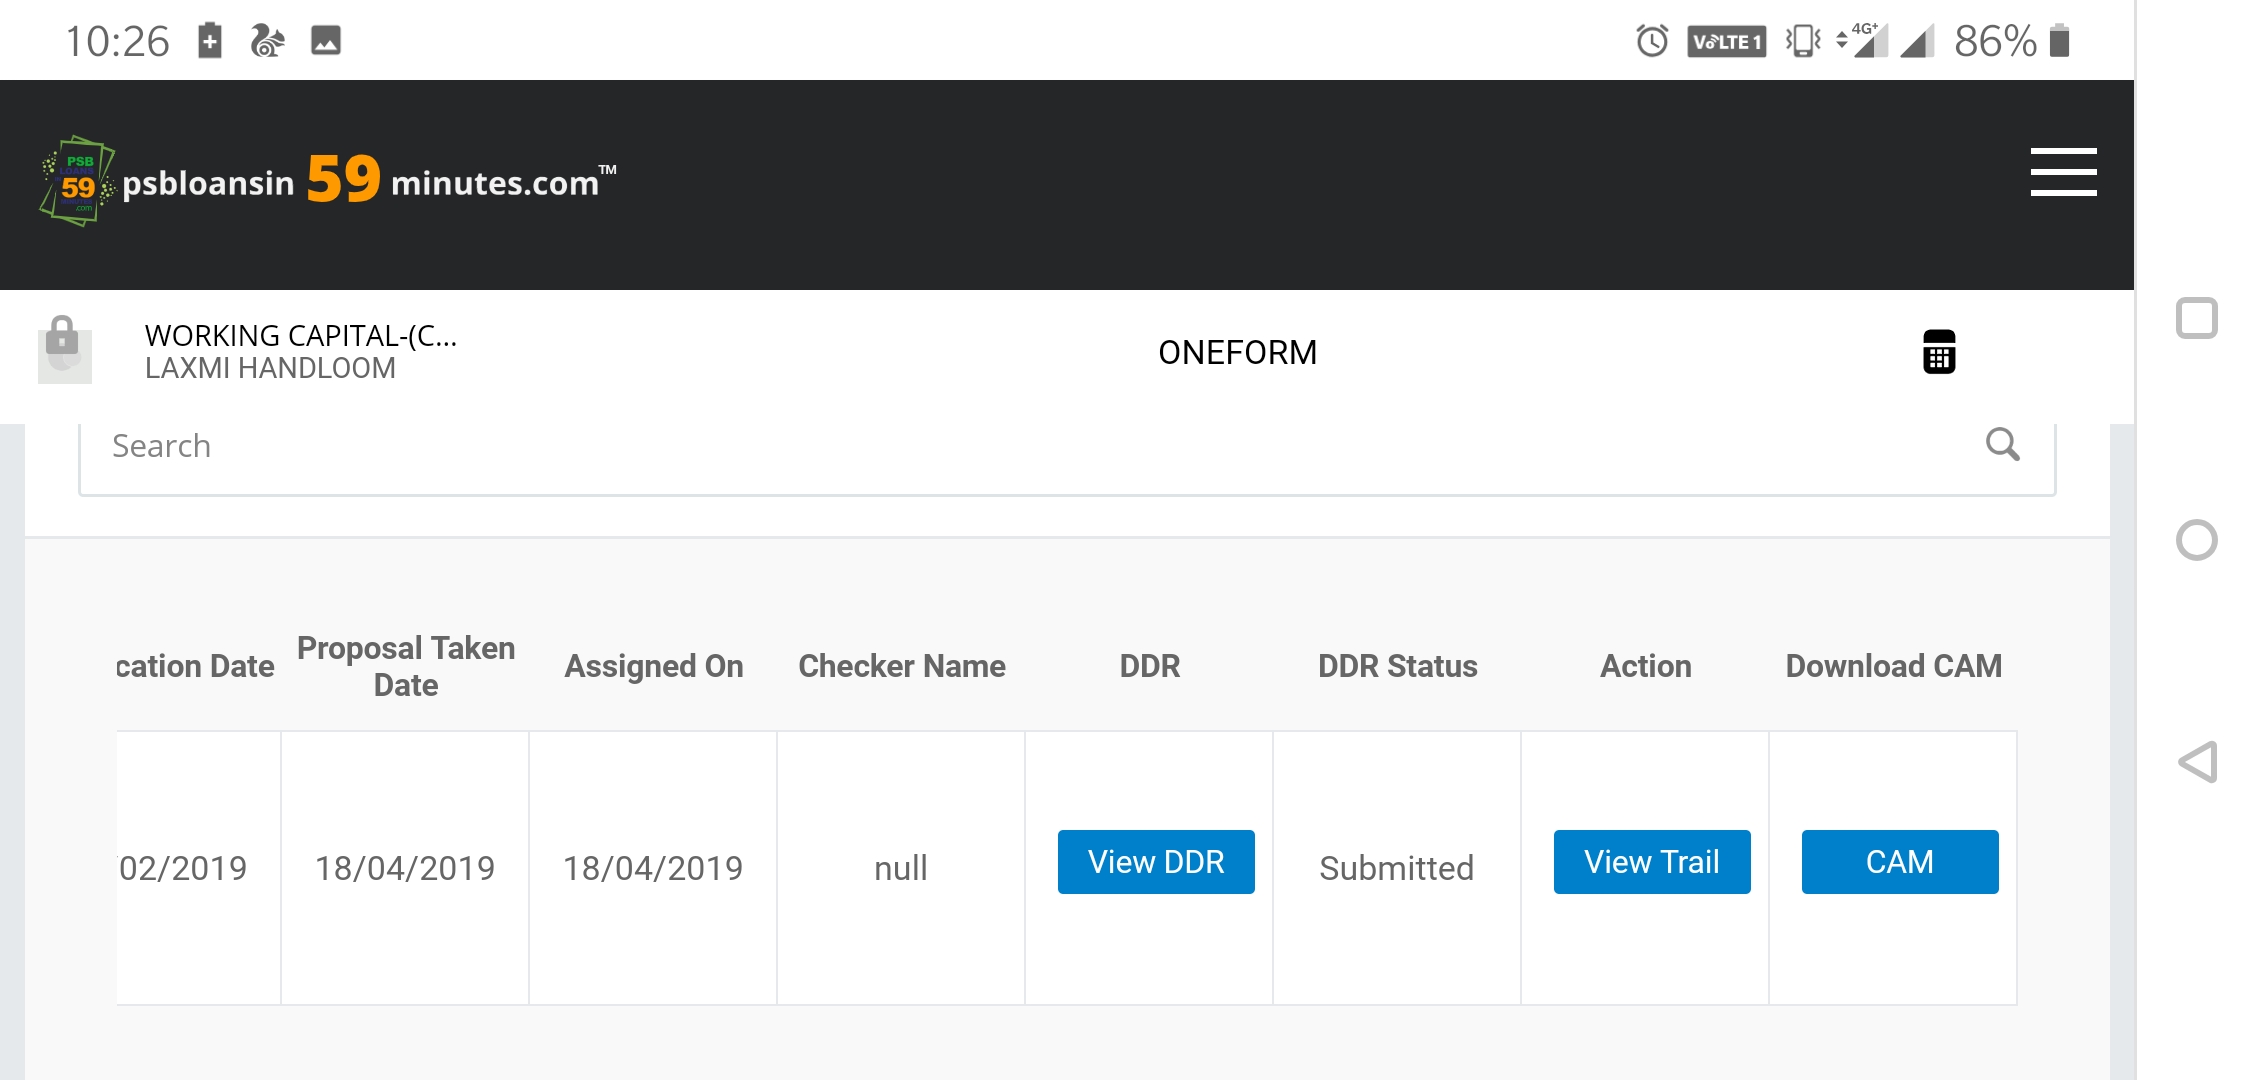 10:26
VoLTE 1
4G+
86%
PSB
LOANS
59
.com
psbloansin 59 minutes.com™
WORKING CAPITAL-(C...
LAXMI HANDLOOM
ONEFORM
Search
cation Date
Proposal Taken
Date
Assigned On
Checker Name
DDR
DDR Status
Action
Download CAM
02/2019
18/04/2019
18/04/2019
null
View DDR
Submitted
View Trail
CAM